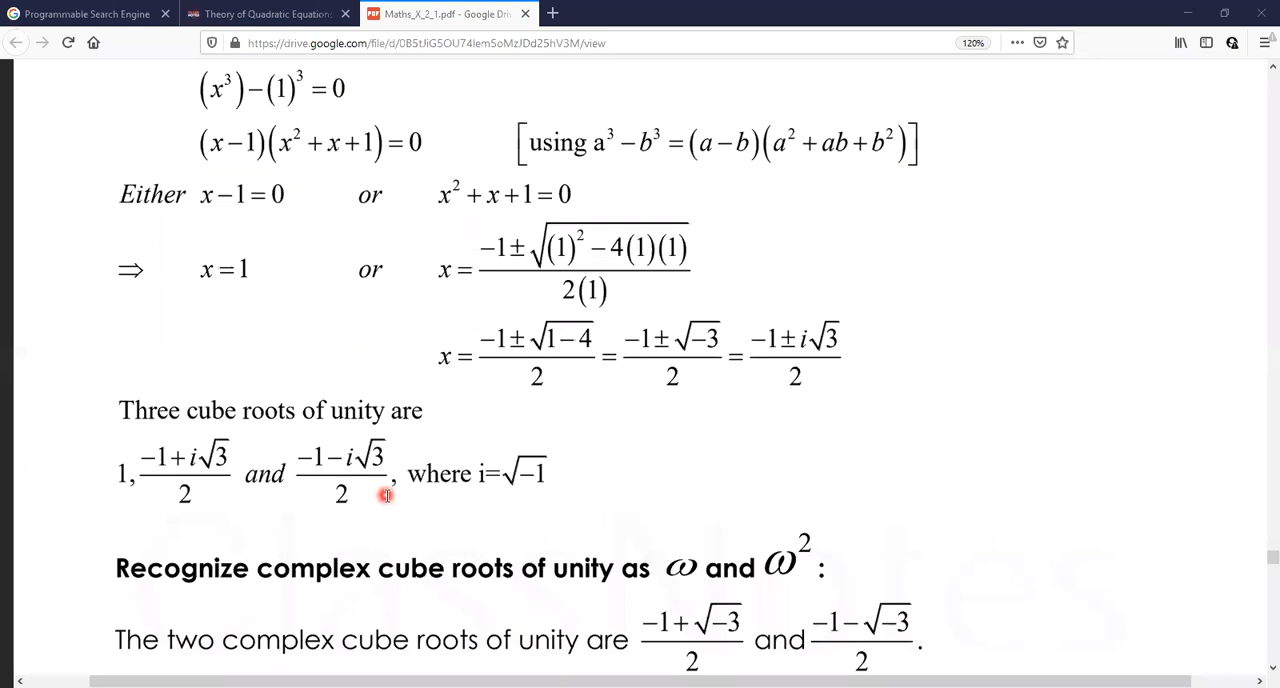 Programmable Search Engine
Theory of Quadratic Equation:
Maths_X_2_1.pdf - Google Dri
https://drive.google.com/file/d/0B5tJiG5OU74lem5oMzJDd25hV3M/view
120%
(x³)−(1)³=0
(x−1)(x²+x+1)=0 [using a³−b³=(a−b)(a²+ab+b²)]
Either x−1=0 or x²+x+1=0
⇒ x=1 or x=(−1±√((1)²−4(1)(1)))/(2(1))
x=(−1±√(1−4))/2=(−1±√(−3))/2=(−1±i√3)/2
Three cube roots of unity are
1,(−1+i√3)/2 and (−1−i√3)/2, where i=√−1
Recognize complex cube roots of unity as ω and ω²:
The two complex cube roots of unity are (−1+√−3)/2 and (−1−√−3)/2.
ClassNotes